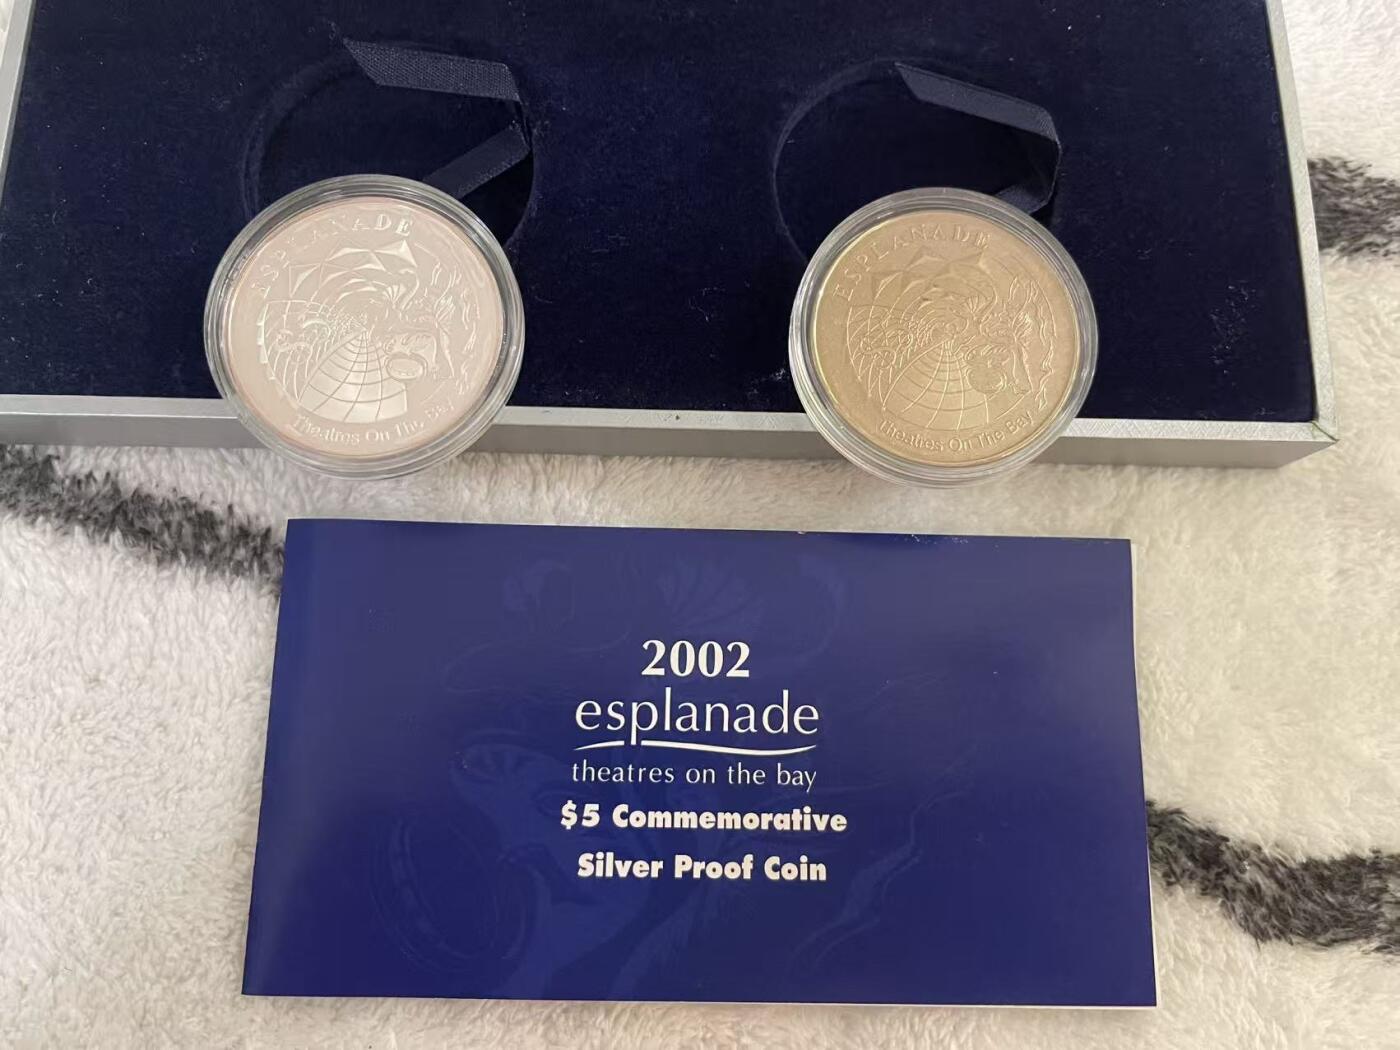 ESPLANADE
Theatres On The Bay
ESPLANADE
Theatres On The Bay
2002
esplanade
theatres on the bay
$5 Commemorative
Silver Proof Coin